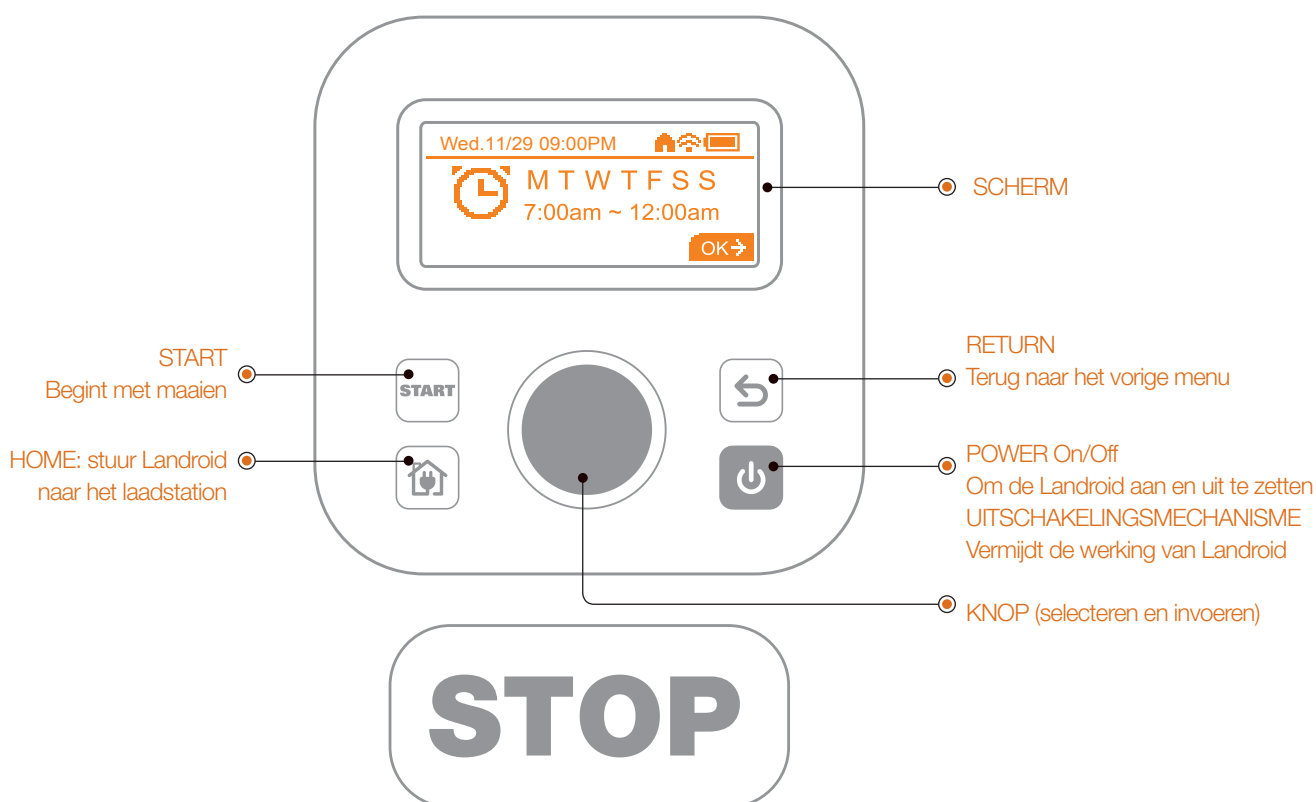 Wed.11/29 09:00PM
M T W T F S S
7:00am ~ 12:00am
OK
SCHERM
START
Begint met maaien
START
RETURN
Terug naar het vorige menu
HOME: stuur Landroid
naar het laadstation
POWER On/Off
Om de Landroid aan en uit te zetten
UITSCHAKELINGSMECHANISME
Vermijdt de werking van Landroid
KNOP (selecteren en invoeren)
STOP